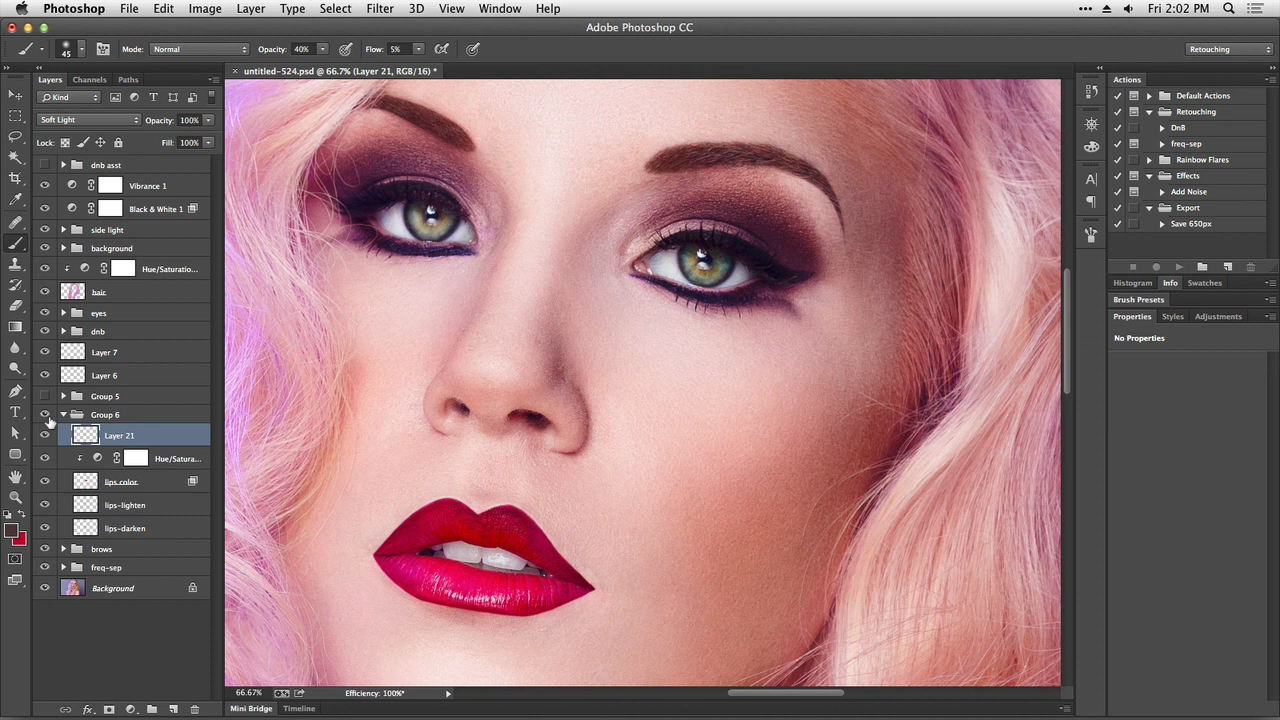 Photoshop File Edit Image Layer Type Select Filter 3D View Window Help Fri 2:02 PM
Adobe Photoshop CC
45 Mode: Normal Opacity: 40% Flow: 5% Retouching
Layers Channels Paths
untitled-524.psd @ 66.7% (Layer 21, RGB/16) *
Kind
Soft Light Opacity: 100%
Lock: Fill: 100%
dnb asst
Vibrance 1
Black & White 1
side light
background
Hue/Saturatio...
hair
eyes
dnb
Layer 7
Layer 6
Group 5
Group 6
Layer 21
Hue/Satura...
lips color
lips-lighten
lips-darken
brows
freq-sep
Background
66.67% Efficiency: 100%*
Mini Bridge Timeline
Actions
Default Actions
Retouching
DnB
freq-sep
Rainbow Flares
Effects
Add Noise
Export
Save 650px
Histogram Info Swatches
Brush Presets
Properties Styles Adjustments
No Properties